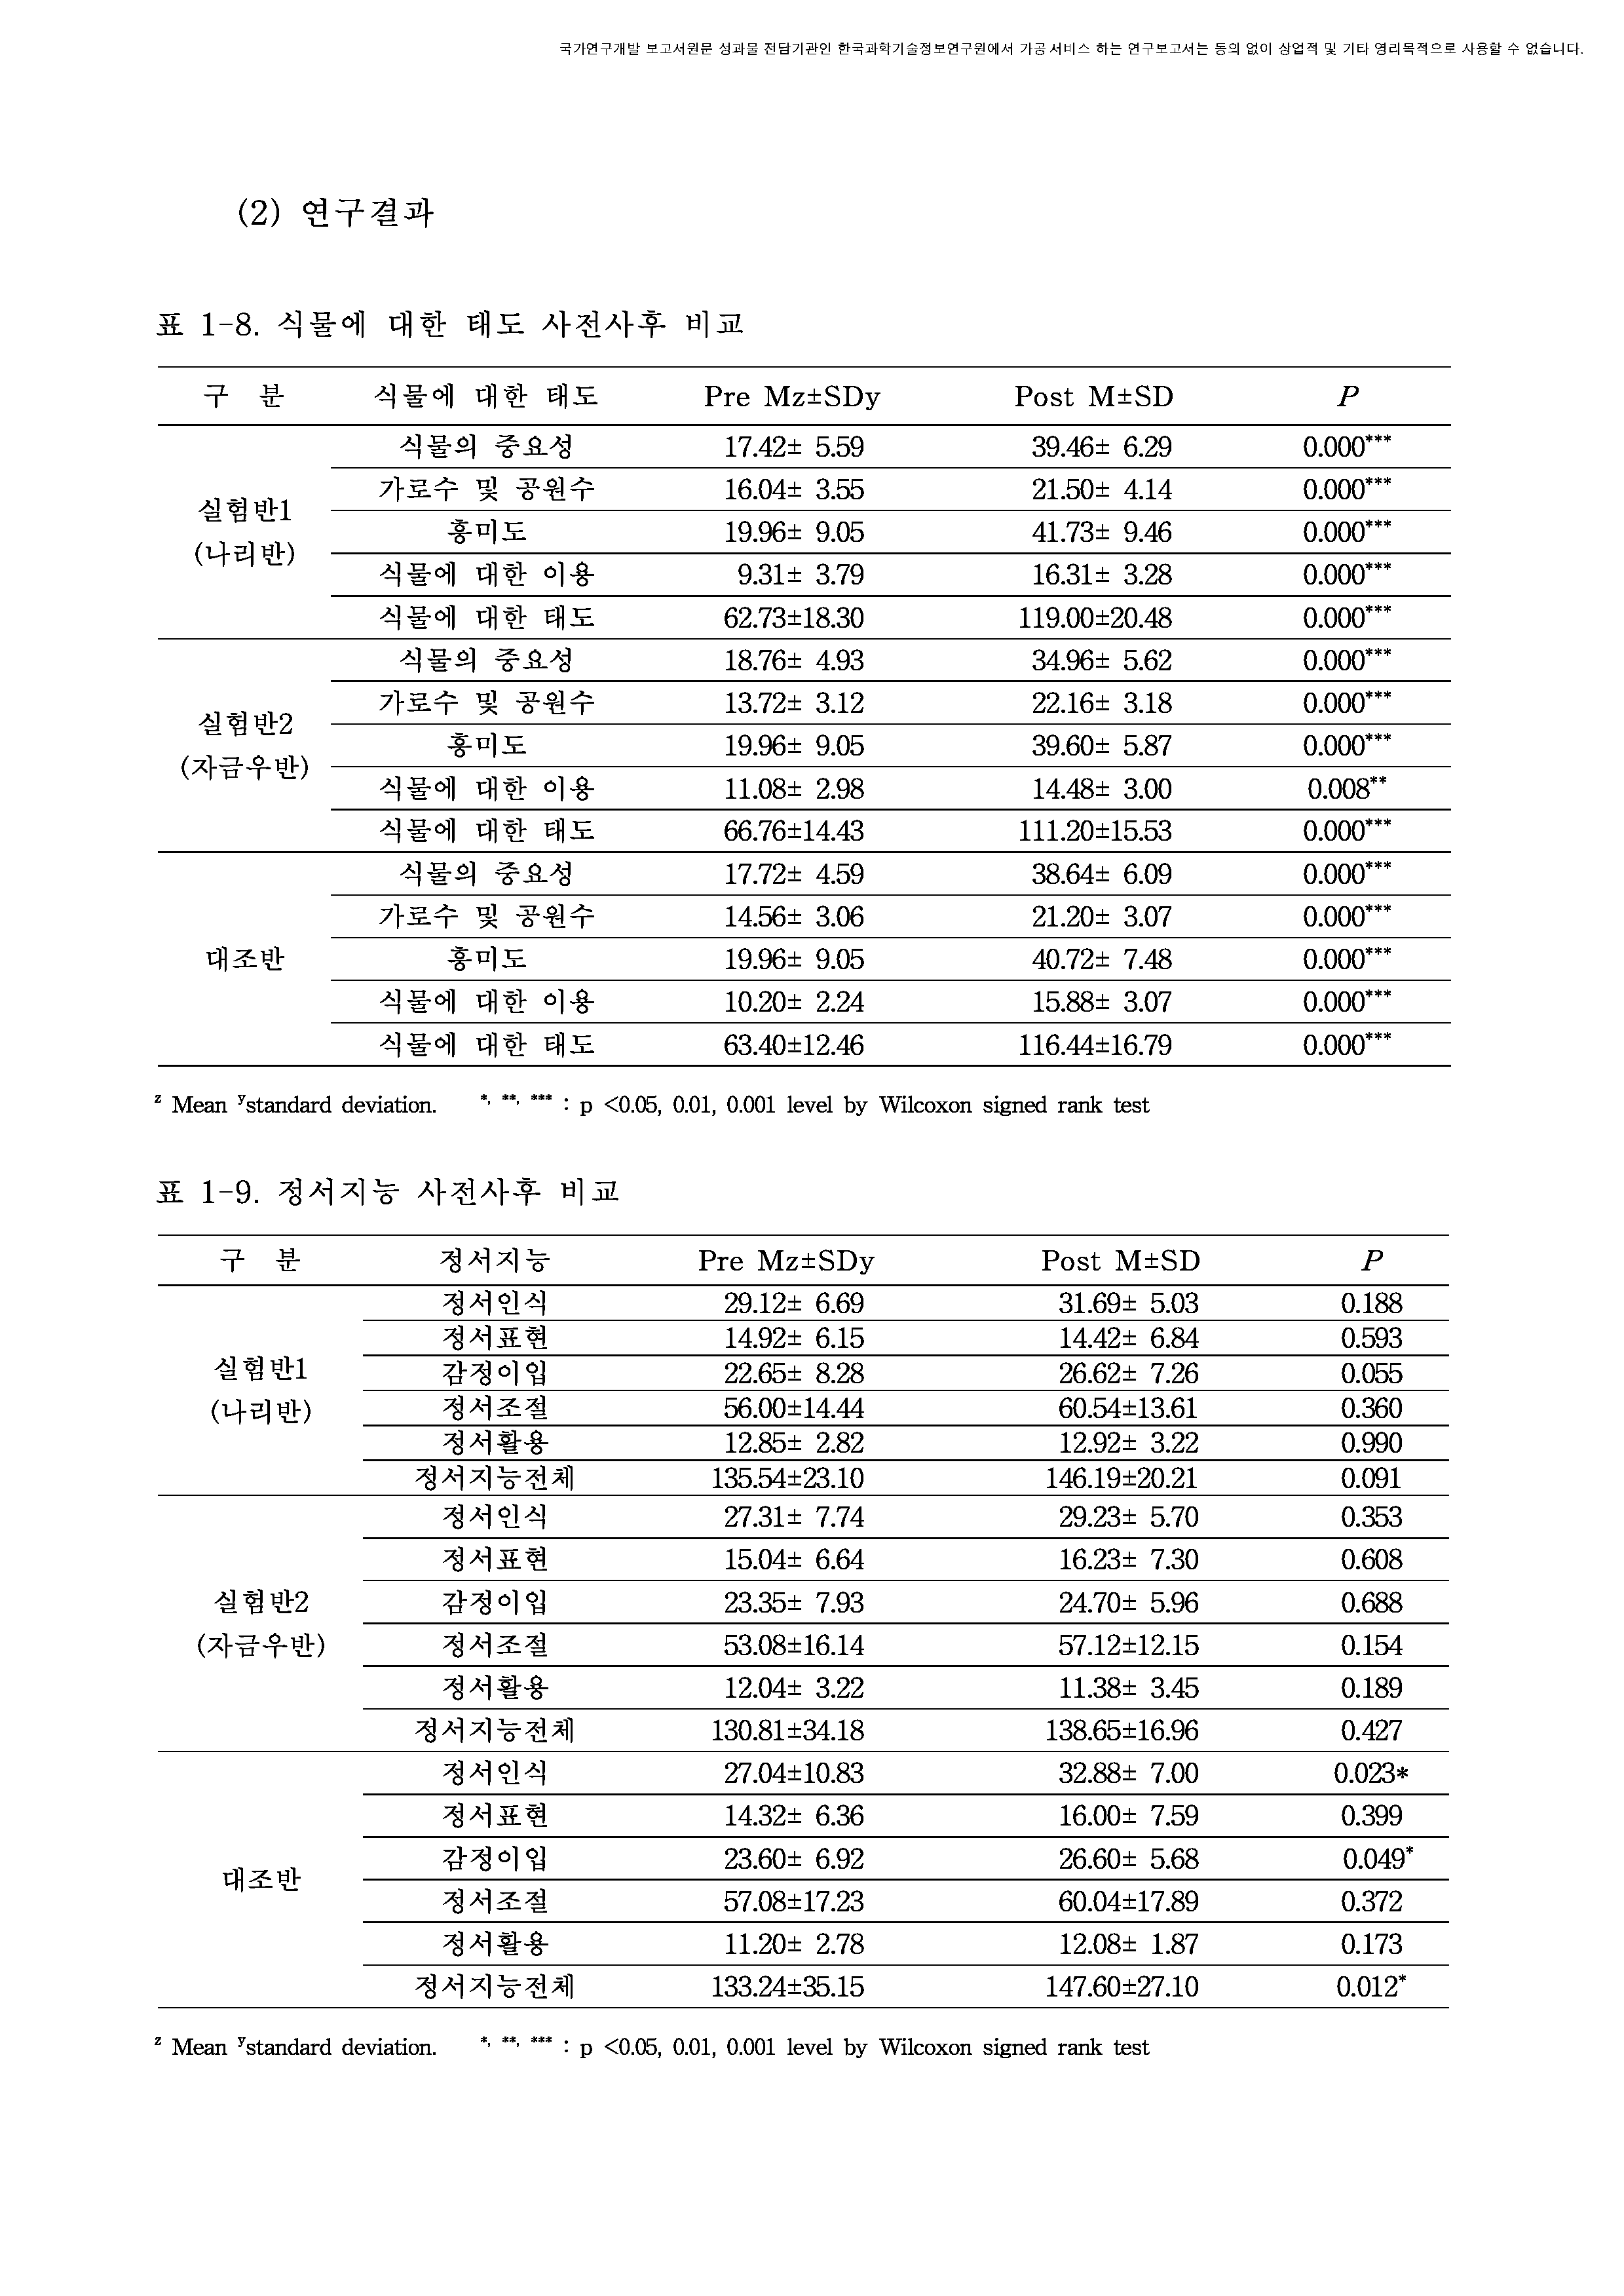 국가연구개발 보고서원문 성과물 전담기관인 한국과학기술정보연구원에서 가공·서비스 하는 연구보고서는 동의 없이 상업적 및 기타 영리목적으로 사용할 수 없습니다.
(2) 연구결과
표 1-8. 식물에 대한 태도 사전사후 비교
구 분 식물에 대한 태도 Pre Mz±SDy Post M±SD P
식물의 중요성 17.42± 5.59 39.46± 6.29 0.000***
가로수 및 공원수 16.04± 3.55 21.50± 4.14 0.000***
실험반1
흥미도 19.96± 9.05 41.73± 9.46 0.000***
(나리반)
식물에 대한 이용 9.31± 3.79 16.31± 3.28 0.000***
식물에 대한 태도 62.73±18.30 119.00±20.48 0.000***
식물의 중요성 18.76± 4.93 34.96± 5.62 0.000***
가로수 및 공원수 13.72± 3.12 22.16± 3.18 0.000***
실험반2
흥미도 19.96± 9.05 39.60± 5.87 0.000***
(자금우반)
식물에 대한 이용 11.08± 2.98 14.48± 3.00 0.008**
식물에 대한 태도 66.76±14.43 111.20±15.53 0.000***
식물의 중요성 17.72± 4.59 38.64± 6.09 0.000***
가로수 및 공원수 14.56± 3.06 21.20± 3.07 0.000***
대조반 흥미도 19.96± 9.05 40.72± 7.48 0.000***
식물에 대한 이용 10.20± 2.24 15.88± 3.07 0.000***
식물에 대한 태도 63.40±12.46 116.44±16.79 0.000***
z Mean y standard deviation. *, **, *** : p <0.05, 0.01, 0.001 level by Wilcoxon signed rank test
표 1-9. 정서지능 사전사후 비교
구 분 정서지능 Pre Mz±SDy Post M±SD P
정서인식 29.12± 6.69 31.69± 5.03 0.188
정서표현 14.92± 6.15 14.42± 6.84 0.593
실험반1
감정이입 22.65± 8.28 26.62± 7.26 0.055
(나리반)
정서조절 56.00±14.44 60.54±13.61 0.360
정서활용 12.85± 2.82 12.92± 3.22 0.990
정서지능전체 135.54±23.10 146.19±20.21 0.091
정서인식 27.31± 7.74 29.23± 5.70 0.353
정서표현 15.04± 6.64 16.23± 7.30 0.608
실험반2 감정이입 23.35± 7.93 24.70± 5.96 0.688
(자금우반) 정서조절 53.08±16.14 57.12±12.15 0.154
정서활용 12.04± 3.22 11.38± 3.45 0.189
정서지능전체 130.81±34.18 138.65±16.96 0.427
정서인식 27.04±10.83 32.88± 7.00 0.023*
정서표현 14.32± 6.36 16.00± 7.59 0.399
감정이입 23.60± 6.92 26.60± 5.68 0.049*
대조반
정서조절 57.08±17.23 60.04±17.89 0.372
정서활용 11.20± 2.78 12.08± 1.87 0.173
정서지능전체 133.24±35.15 147.60±27.10 0.012*
z Mean y standard deviation. *, **, *** : p <0.05, 0.01, 0.001 level by Wilcoxon signed rank test